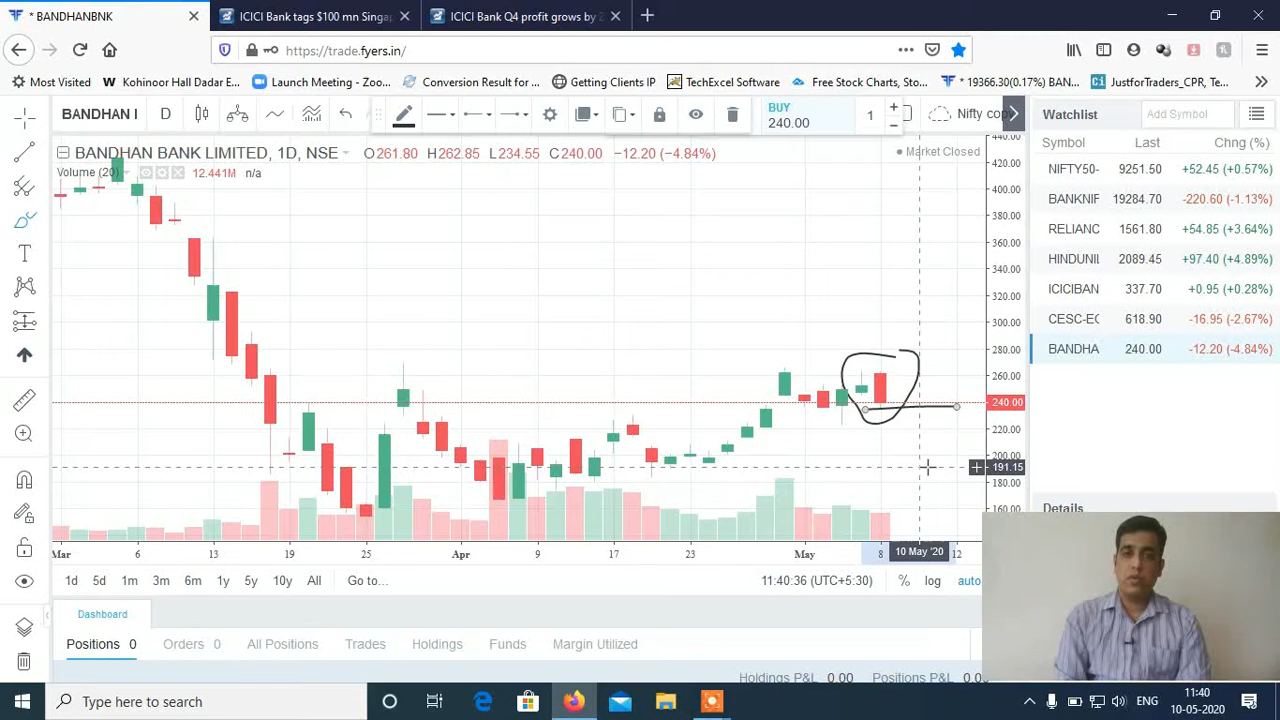 * BANDHANBNK
ICICI Bank tags $100 mn Singa
ICICI Bank Q4 profit grows by
https://trade.fyers.in/
Most Visited
Kohinoor Hall Dadar E...
Launch Meeting - Zoo...
Conversion Result for ...
Getting Clients IP
TechExcel Software
Free Stock Charts, Sto...
* 19366.30(0.17%) BAN...
JustforTraders_CPR, Te...
BANDHAN
D
BUY
240.00
1
Nifty cop
Watchlist
Add Symbol
BANDHAN BANK LIMITED, 1D, NSE
O261.80 H262.85 L234.55 C240.00 −12.20 (−4.84%)
Market Closed
Volume (20)
12.441M n/a
Symbol Last Chng (%)
NIFTY50- 9251.50 +52.45 (+0.57%)
BANKNIF 19284.70 -220.60 (-1.13%)
RELIANC 1561.80 +54.85 (+3.64%)
HINDUNIL 2089.45 +97.40 (+4.89%)
ICICIBAN 337.70 +0.95 (+0.28%)
CESC-EC 618.90 -16.95 (-2.67%)
BANDHA 240.00 -12.20 (-4.84%)
440.00
420.00
400.00
380.00
360.00
340.00
320.00
300.00
280.00
260.00
240.00
220.00
200.00
191.15
180.00
160.00
Details
Mar 6 13 19 25 Apr 9 17 23 May 8 10 May '20 12
1d 5d 1m 3m 6m 1y 5y 10y All Go to...
11:40:36 (UTC+5:30) % log auto
Dashboard
Positions 0 Orders 0 All Positions Trades Holdings Funds Margin Utilized
Holdings P&L 0.00 Positions P&L 0.00
Type here to search
ENG
11:40
10-05-2020